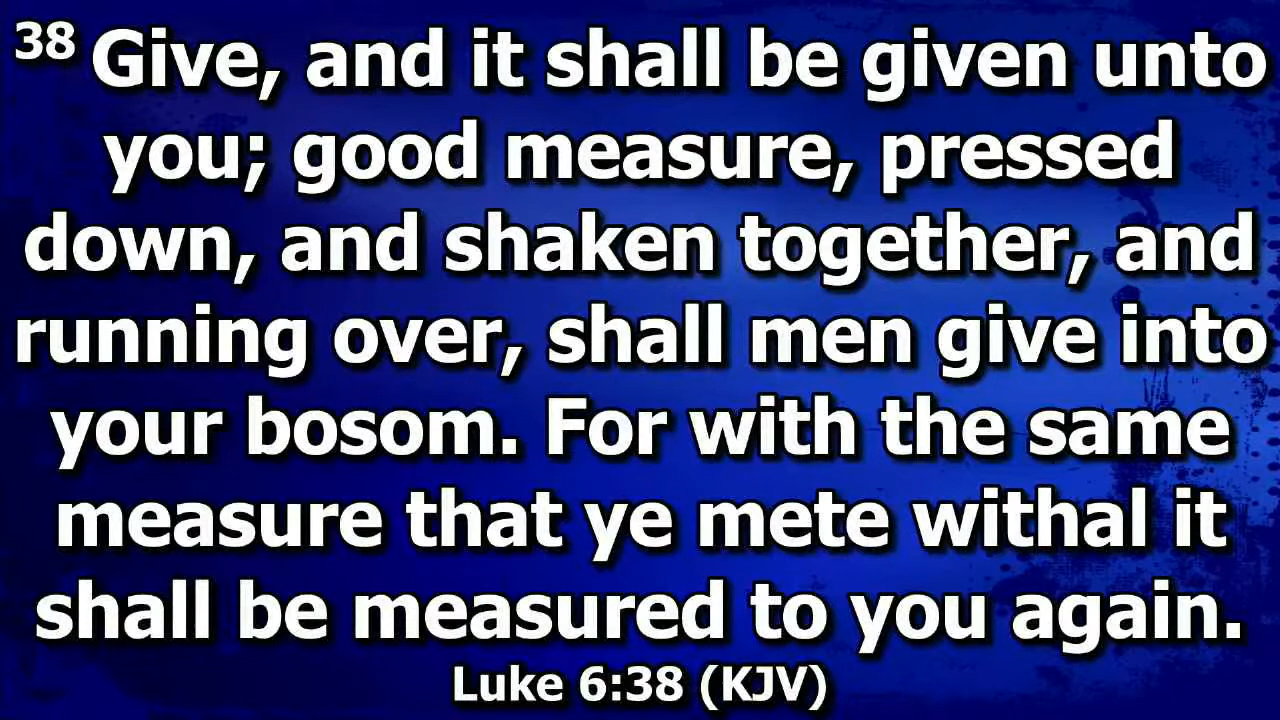 38 Give, and it shall be given unto
you; good measure, pressed
down, and shaken together, and
running over, shall men give into
your bosom. For with the same
measure that ye mete withal it
shall be measured to you again.
Luke 6:38 (KJV)